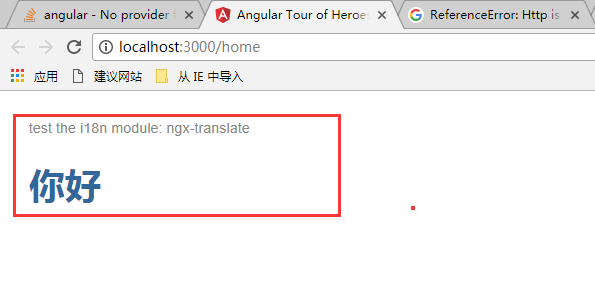 angular - No provider f
Angular Tour of Heroes
ReferenceError: Http is
localhost:3000/home
应用 建议网站 从 IE 中导入
test the i18n module: ngx-translate
你好